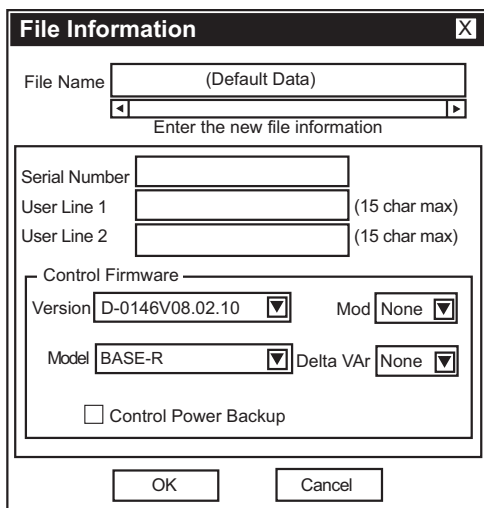 File Information X
File Name (Default Data)
Enter the new file information
Serial Number
User Line 1 (15 char max)
User Line 2 (15 char max)
Control Firmware
Version D-0146V08.02.10 Mod None
Model BASE-R Delta VAr None
Control Power Backup
OK Cancel